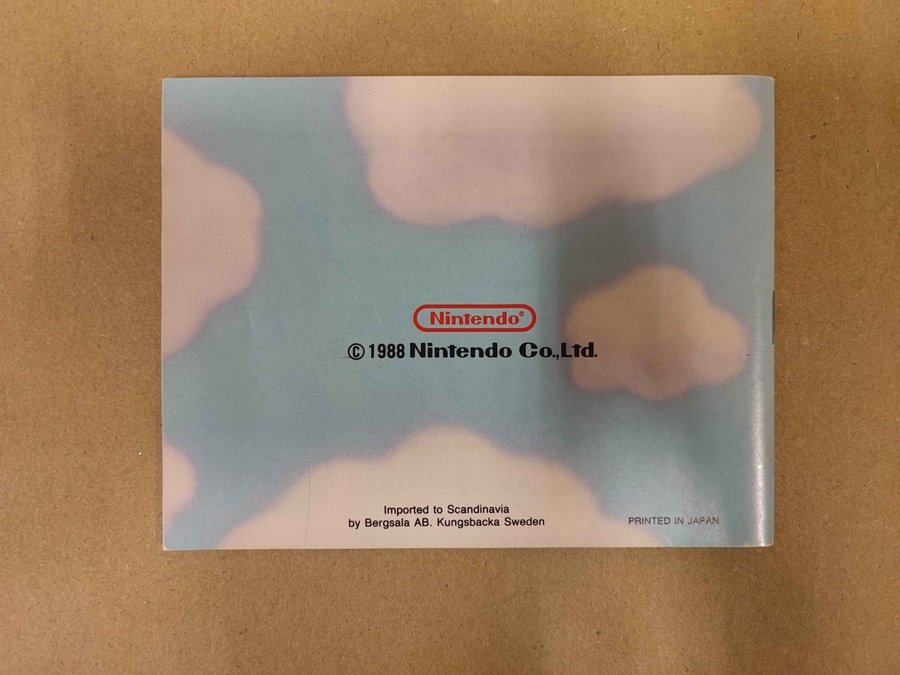 Nintendo®
© 1988 Nintendo Co.,Ltd.
Imported to Scandinavia
by Bergsala AB. Kungsbacka Sweden
PRINTED IN JAPAN